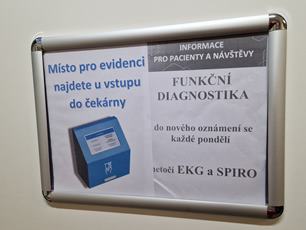 Místo pro evidenci
najdete u vstupu
do čekárny
INFORMACE
PRO PACIENTY A NÁVŠTĚVY
FUNKČNÍ
DIAGNOSTIKA
do nového oznámení se
každé pondělí
netočí EKG a SPIRO